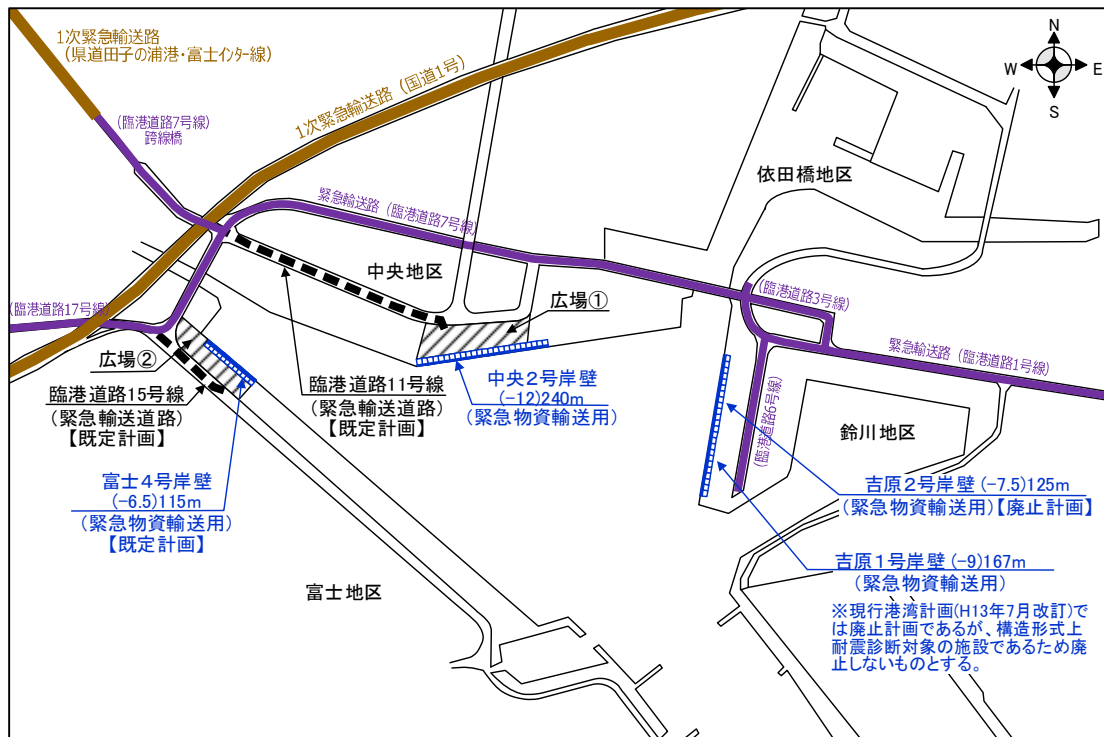 1次緊急輸送路
(県道田子の浦港・富士インター線)
(臨港道路7号線)
跨線橋
1次緊急輸送路(国道1号)
N
W
E
S
依田橋地区
緊急輸送路(臨港道路7号線)
中央地区
広場①
(臨港道路3号線)
(臨港道路17号線)
緊急輸送路(臨港道路1号線)
広場②
臨港道路15号線
(緊急輸送道路)
【既定計画】
臨港道路11号線
(緊急輸送道路)
【既定計画】
中央2号岸壁
(-12)240m
(緊急物資輸送用)
(臨港道路6号線)
鈴川地区
富士4号岸壁
(-6.5)115m
(緊急物資輸送用)
【既定計画】
吉原2号岸壁(-7.5)125m
(緊急物資輸送用)【廃止計画】
吉原1号岸壁(-9)167m
(緊急物資輸送用)
富士地区
※現行港湾計画(H13年7月改訂)で
は廃止計画であるが、構造形式上
耐震診断対象の施設であるため廃
止しないものとする。